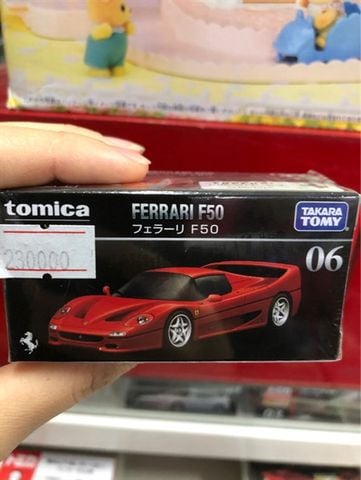 tomica
FERRARI F50
フェラーリ F50
TAKARA
TOMY
06
230000